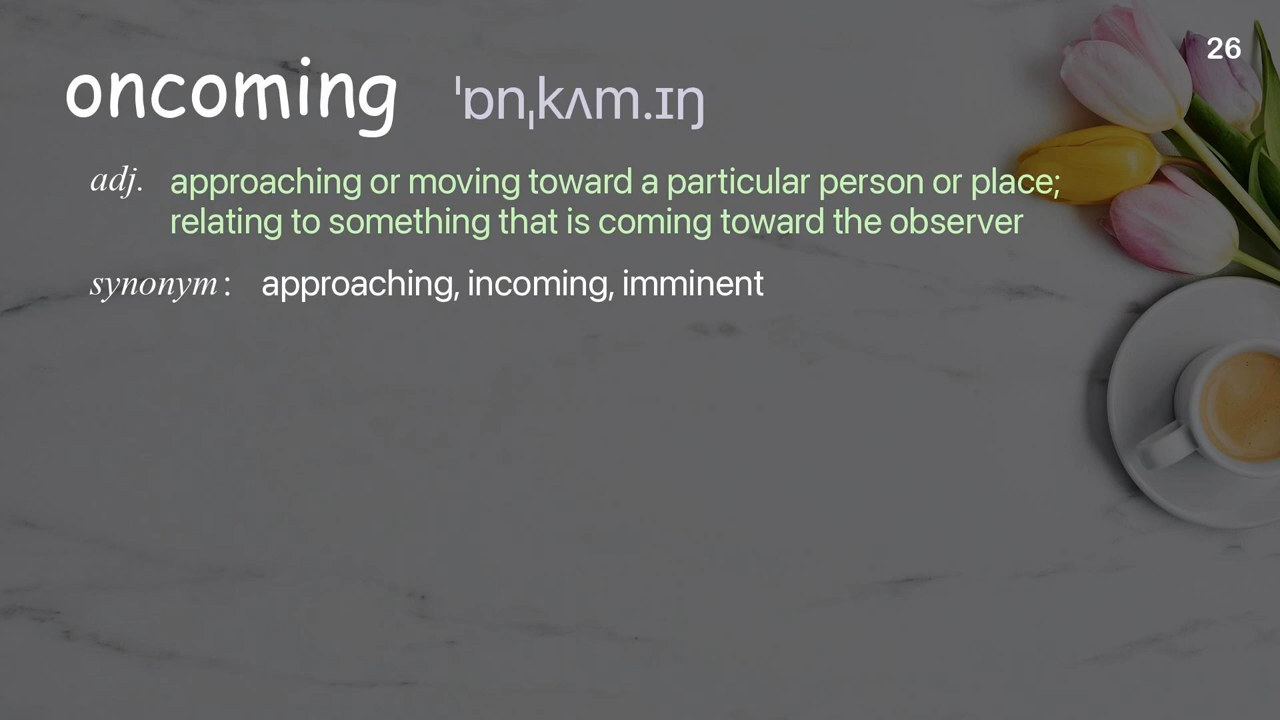 26
oncoming ˈɒnˌkʌm.ɪŋ
adj. approaching or moving toward a particular person or place;
relating to something that is coming toward the observer
synonym : approaching, incoming, imminent